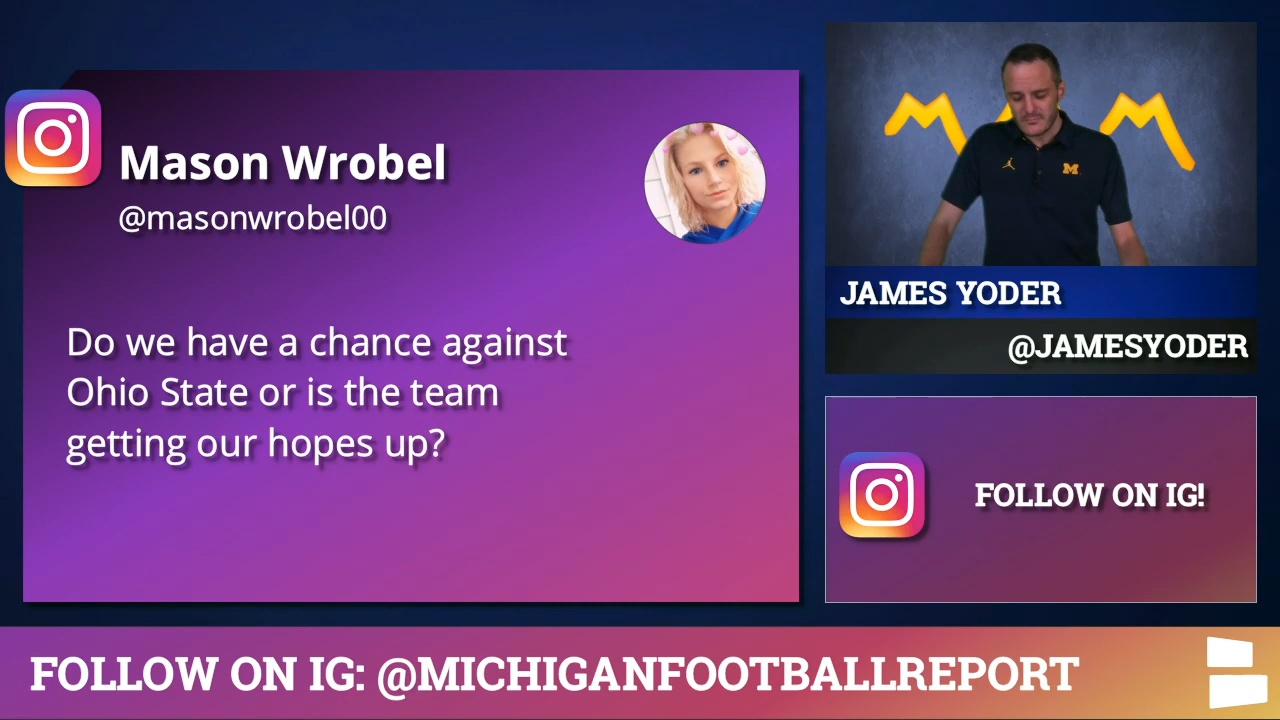 Mason Wrobel
@masonwrobel00
Do we have a chance against
Ohio State or is the team
getting our hopes up?
M
JAMES YODER
@JAMESYODER
FOLLOW ON IG!
FOLLOW ON IG: @MICHIGANFOOTBALLREPORT